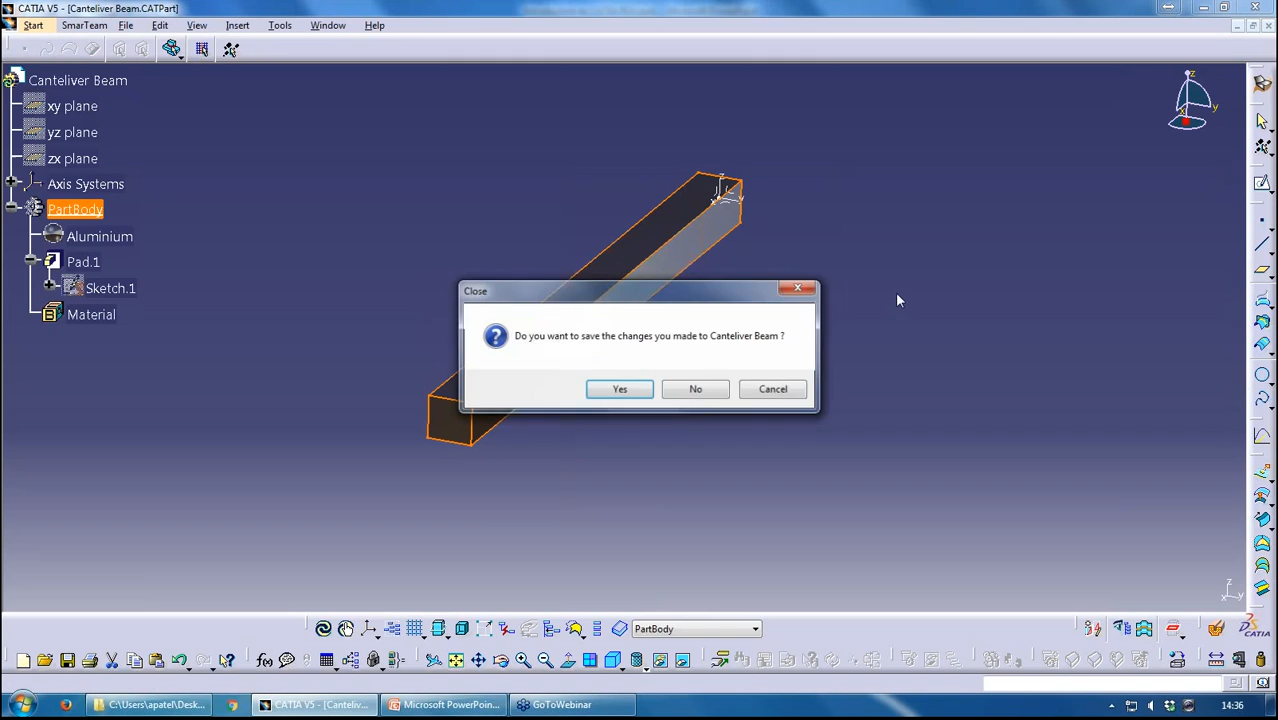 CATIA V5 - [Canteliver Beam.CATPart]
Start SmarTeam File Edit View Insert Tools Window Help
Canteliver Beam
xy plane
yz plane
zx plane
Axis Systems
PartBody
Aluminium
Pad.1
Sketch.1
Material
z
y
x
z
x
y
Close
Do you want to save the changes you made to Canteliver Beam ?
Yes No Cancel
z
x y
PartBody
f(x)
C:\Users\apatel\Desk... CATIA V5 - [Canteliv... Microsoft PowerPoin... GoToWebinar 14:36